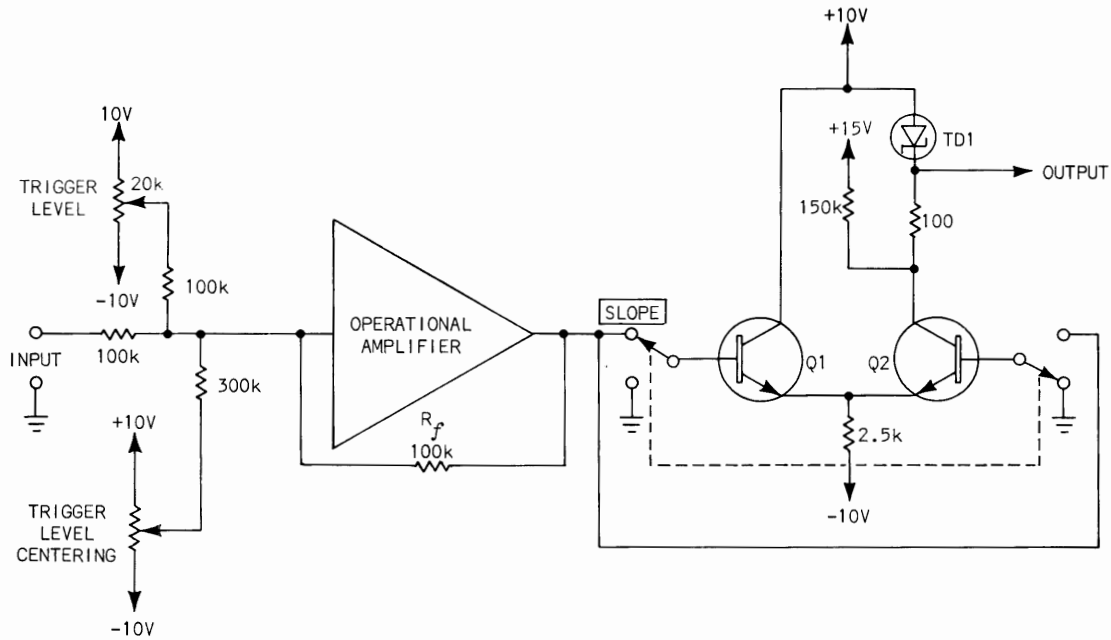 +10V
10V
+15V
TD1
TRIGGER
LEVEL
20k
OUTPUT
150k
100
-10V
100k
SLOPE
OPERATIONAL
AMPLIFIER
INPUT
100k
Q1
Q2
300k
Rf
100k
2.5k
+10V
-10V
TRIGGER
LEVEL
CENTERING
-10V